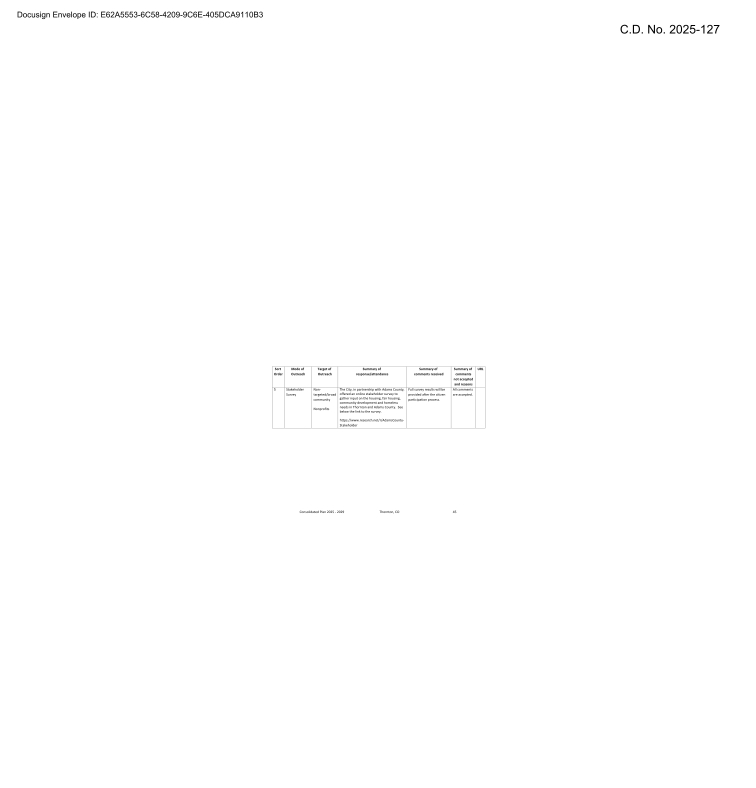 Docusign Envelope ID: E62A5553-6C58-4209-9C6E-405DCA9110B3
C.D. No. 2025-127
Sort Order
Mode of Outreach
Target of Outreach
Summary of response/attendance
Summary of comments received
Summary of comments not accepted and reasons
URL
5
Stakeholder
Survey
Non-
targeted/broad
community
Nonprofits
The City, in partnership with Adams County,
offered an online stakeholder survey to
gather input on the housing, fair housing,
community development and homeless
needs in Thornton and Adams County. See
below the link to the survey.
Full survey results will be
provided after the citizen
participation process.
All comments
are accepted.
Consolidated Plan 2025 - 2029
Thornton, CO